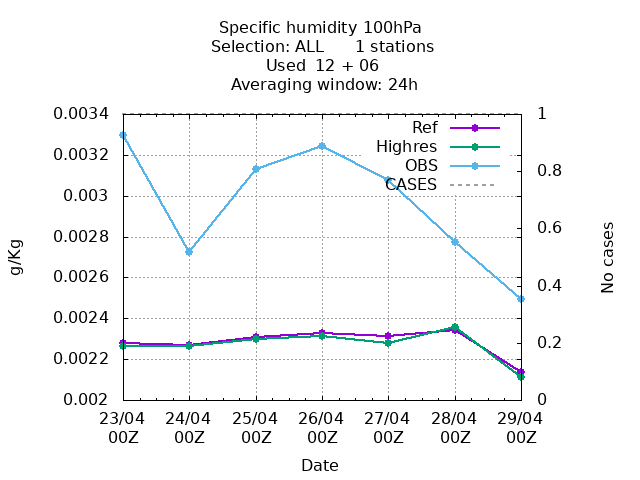 Specific humidity 100hPa
Selection: ALL 1 stations
Used 12 + 06
Averaging window: 24h
0.0034
0.0032
0.003
0.0028
0.0026
0.0024
0.0022
0.002
1
0.8
0.6
0.4
0.2
0
Ref
Highres
OBS
CASES
g/Kg
No cases
23/04 24/04 25/04 26/04 27/04 28/04 29/04
00Z 00Z 00Z 00Z 00Z 00Z 00Z
Date